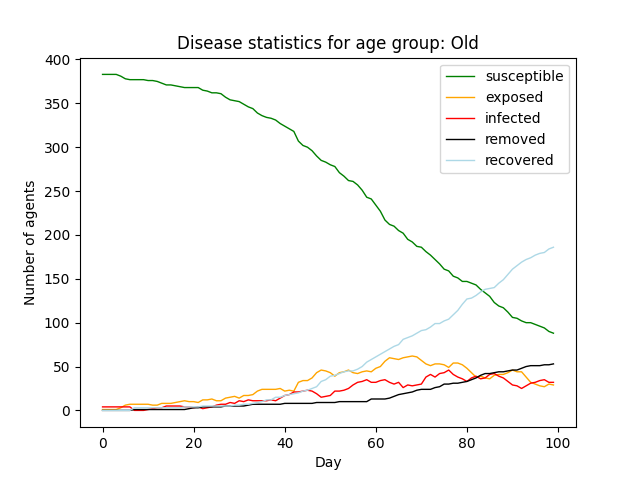 Disease statistics for age group: Old
Number of agents
400
350
300
250
200
150
100
50
0
susceptible
exposed
infected
removed
recovered
0
20
40
60
80
100
Day